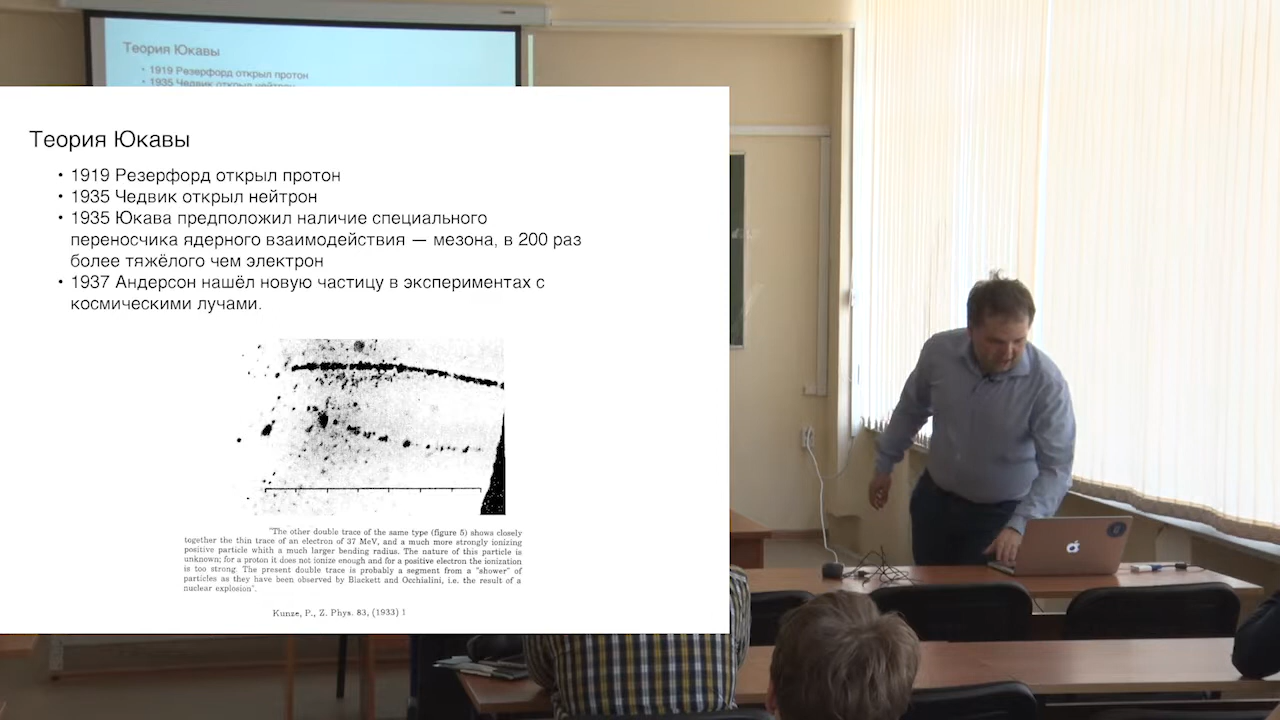 Теория Юкавы
• 1919 Резерфорд открыл протон
• 1935 Чедвик открыл нейтрон
Теория Юкавы
• 1919 Резерфорд открыл протон
• 1935 Чедвик открыл нейтрон
• 1935 Юкава предположил наличие специального
переносчика ядерного взаимодействия — мезона, в 200 раз
более тяжёлого чем электрон
• 1937 Андерсон нашёл новую частицу в экспериментах с
космическими лучами.
"The other double trace of the same type (figure 5) shows closely
together the thin trace of an electron of 37 MeV, and a much more strongly ionizing
positive particle whith a much larger bending radius. The nature of this particle is
unknown; for a proton it does not ionize enough and for a positive electron the ionization
is too strong. The present double trace is probably a segment from a "shower" of
particles as they have been observed by Blackett and Occhialini, i.e. the result of a
nuclear explosion".
Kunze, P., Z. Phys. 83, (1933) 1